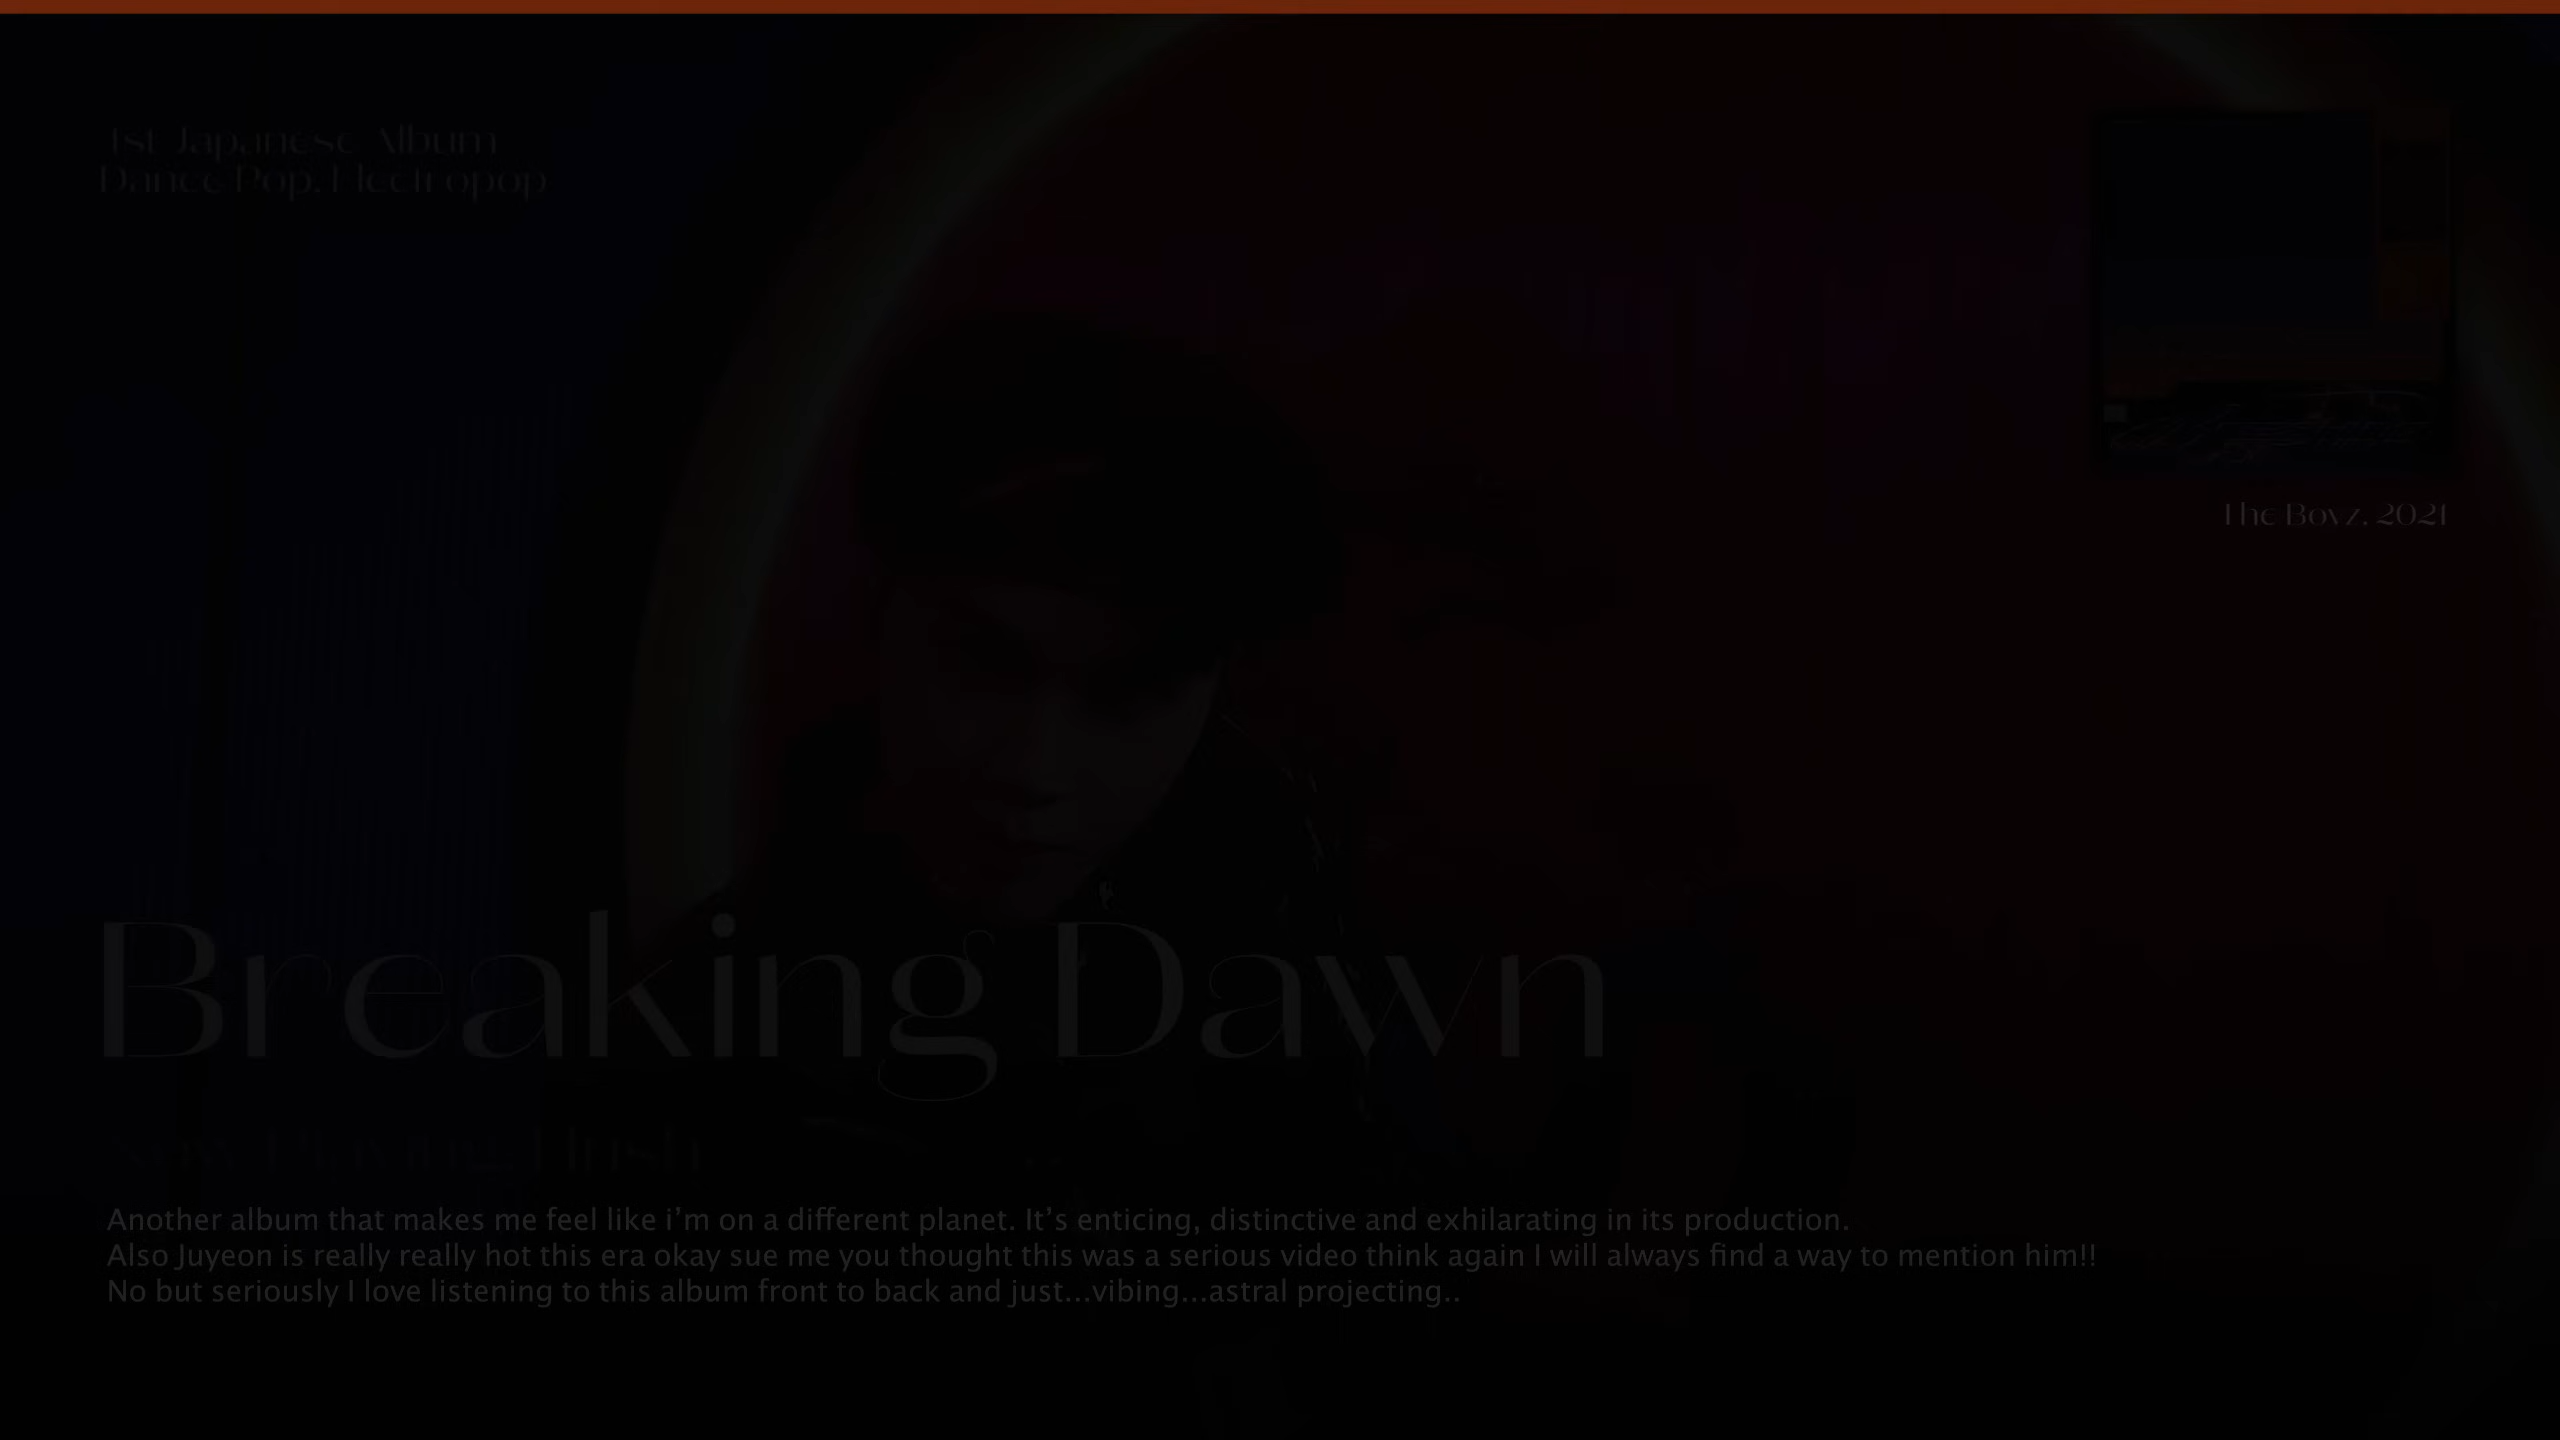 1st Japanese Album
Dance Pop, Electropop
The Boyz, 2021
Breaking Dawn
Now Playing: Hush
Another album that makes me feel like i’m on a different planet. It’s enticing, distinctive and exhilarating in its production.
Also Juyeon is really really hot this era okay sue me you thought this was a serious video think again I will always find a way to mention him!!
No but seriously I love listening to this album front to back and just...vibing...astral projecting..